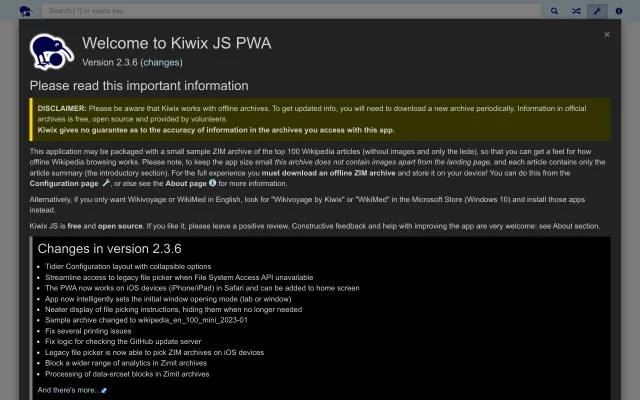 Search [ *] or space key...
Welcome to Kiwix JS PWA
×
Version 2.3.6 (changes)
Please read this important information
DISCLAIMER: Please be aware that Kiwix works with offline archives. To get updated info, you will need to download a new archive periodically. Information in official
archives is free, open source and provided by volunteers.
Kiwix gives no guarantee as to the accuracy of information in the archives you access with this app.
This application may be packaged with a small sample ZIM archive of the top 100 Wikipedia articles (without images and only the lede), so that you can get a feel for how
offline Wikipedia browsing works. Please note, to keep the app size small this archive does not contain images apart from the landing page, and each article contains only the
article summary (the introductory section). For the full experience you must download an offline ZIM archive and store it on your device! You can do this from the
Configuration page , or else see the About page for more information.
Alternatively, if you only want Wikivoyage or WikiMed in English, look for "Wikivoyage by Kiwix" or "WikiMed" in the Microsoft Store (Windows 10) and install those apps
instead.
Kiwix JS is free and open source. If you like it, please leave a positive review. Constructive feedback and help with improving the app are very welcome: see About section.
Changes in version 2.3.6
• Tidier Configuration layout with collapsible options
• Streamline access to legacy file picker when File System Access API unavailable
• The PWA now works on iOS devices (iPhone/iPad) in Safari and can be added to home screen
• App now intelligently sets the initial window opening mode (tab or window)
• Neater display of file picking instructions, hiding them when no longer needed
• Sample archive changed to wikipedia_en_100_mini_2023-01
• Fix several printing issues
• Fix logic for checking the GitHub update server
• Legacy file picker is now able to pick ZIM archives on iOS devices
• Block a wider range of analytics in Zimit archives
• Processing of data-srcset blocks in Zimit archives
And there's more...